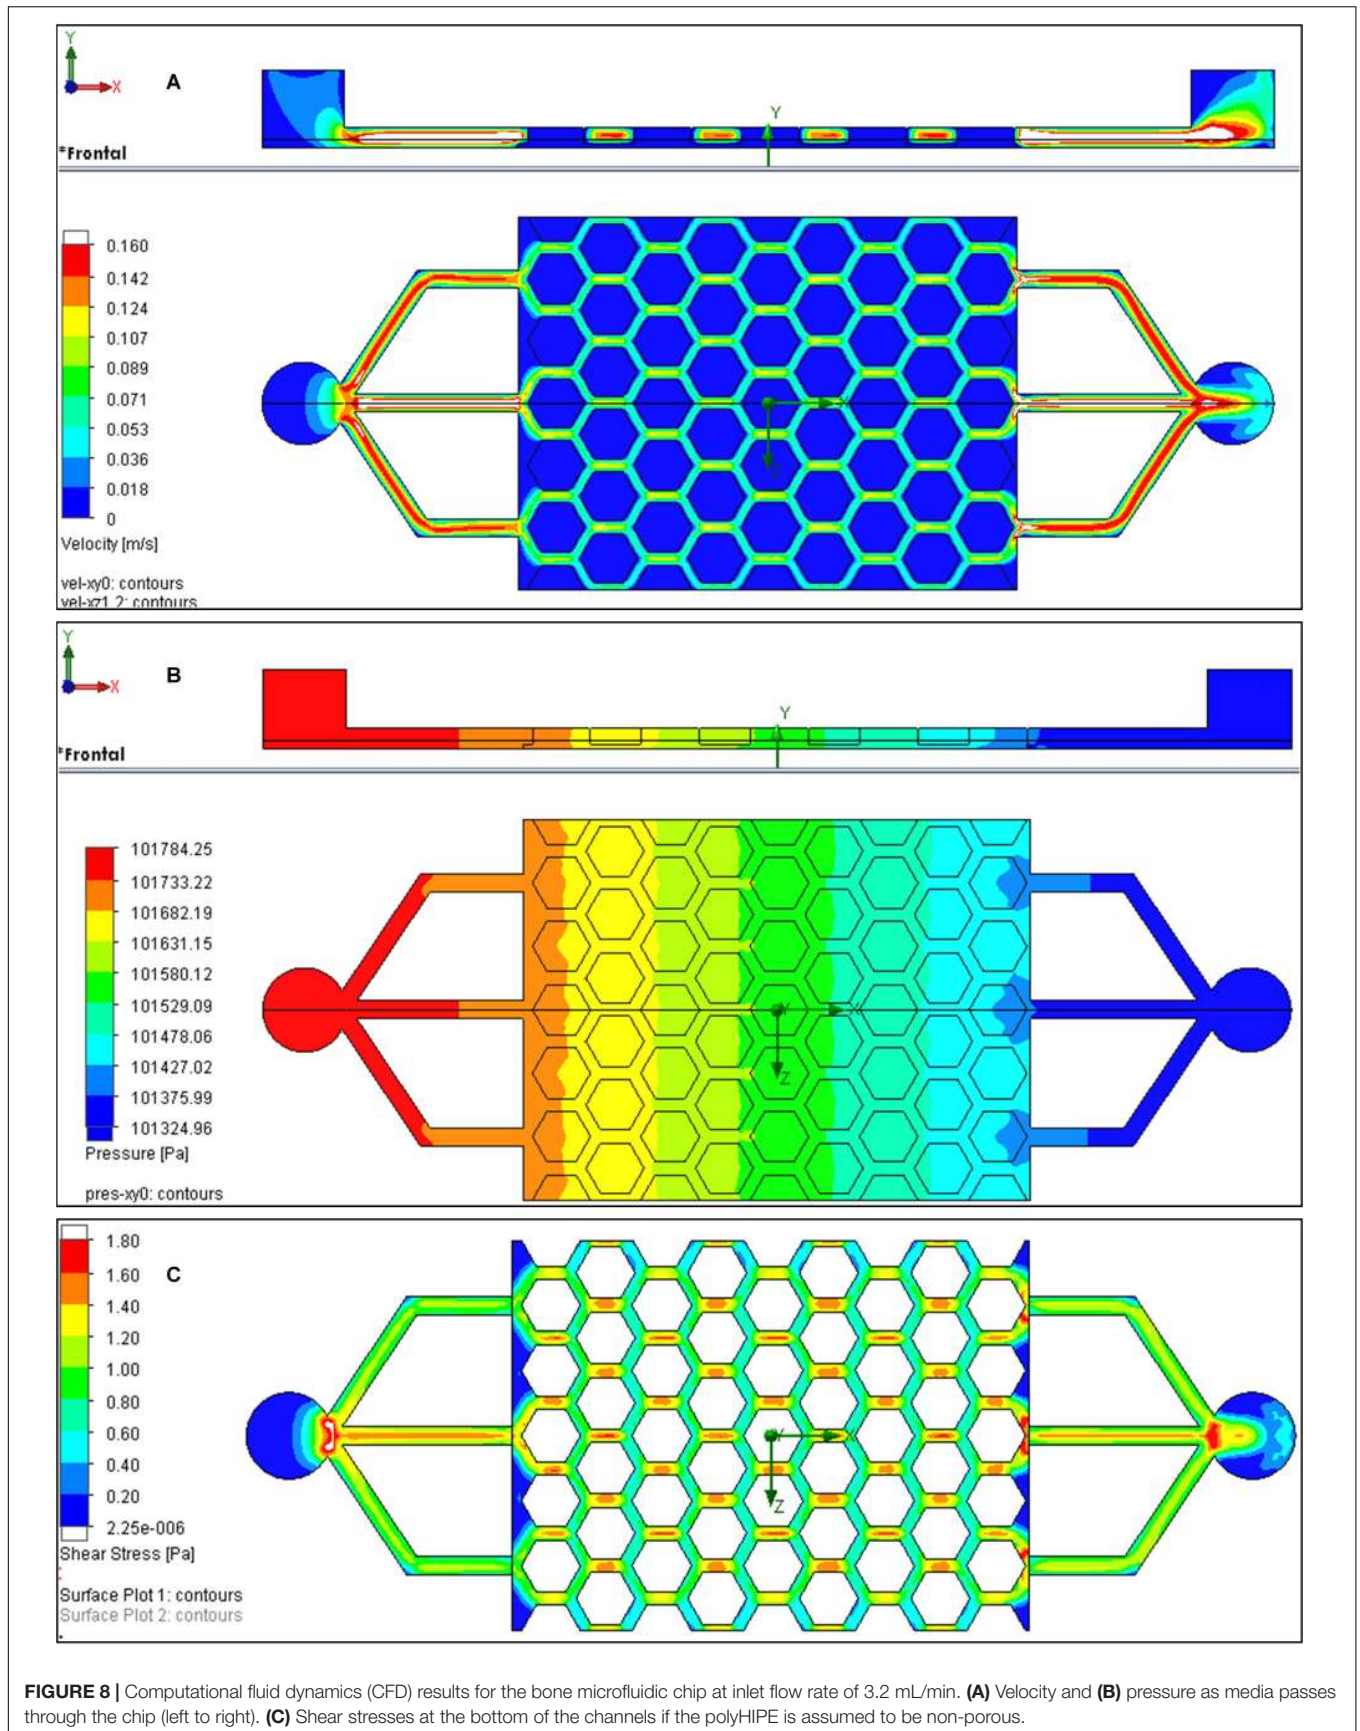 Y
X
A
Y
*Frontal
0.160
0.142
0.124
0.107
0.089
0.071
0.053
0.036
0.018
0
Velocity [m/s]
vel-xy0: contours
vel-xz1 2: contours
X
Z
Y
X
B
Y
*Frontal
101784.25
101733.22
101682.19
101631.15
101580.12
101529.09
101478.06
101427.02
101375.99
101324.96
Pressure [Pa]
pres-xy0: contours
Y
X
Z
1.80
1.60
1.40
1.20
1.00
0.80
0.60
0.40
0.20
2.25e-006
Shear Stress [Pa]
Surface Plot 1: contours
Surface Plot 2: contours
C
Y
Z
FIGURE 8 | Computational fluid dynamics (CFD) results for the bone microfluidic chip at inlet flow rate of 3.2 mL/min. (A) Velocity and (B) pressure as media passes
through the chip (left to right). (C) Shear stresses at the bottom of the channels if the polyHIPE is assumed to be non-porous.